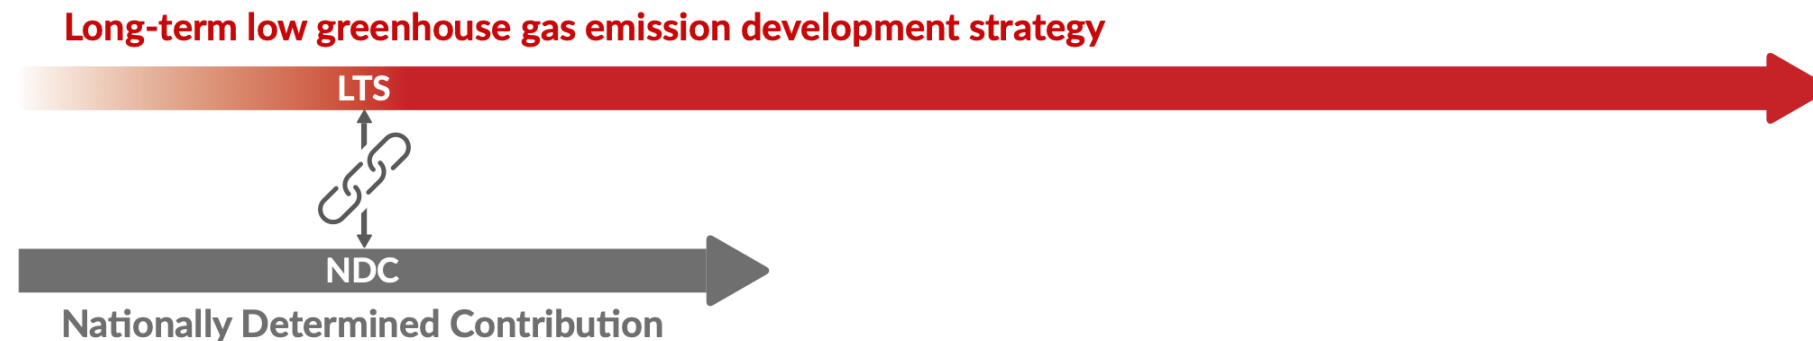 Long-term low greenhouse gas emission development strategy
LTS
NDC
Nationally Determined Contribution